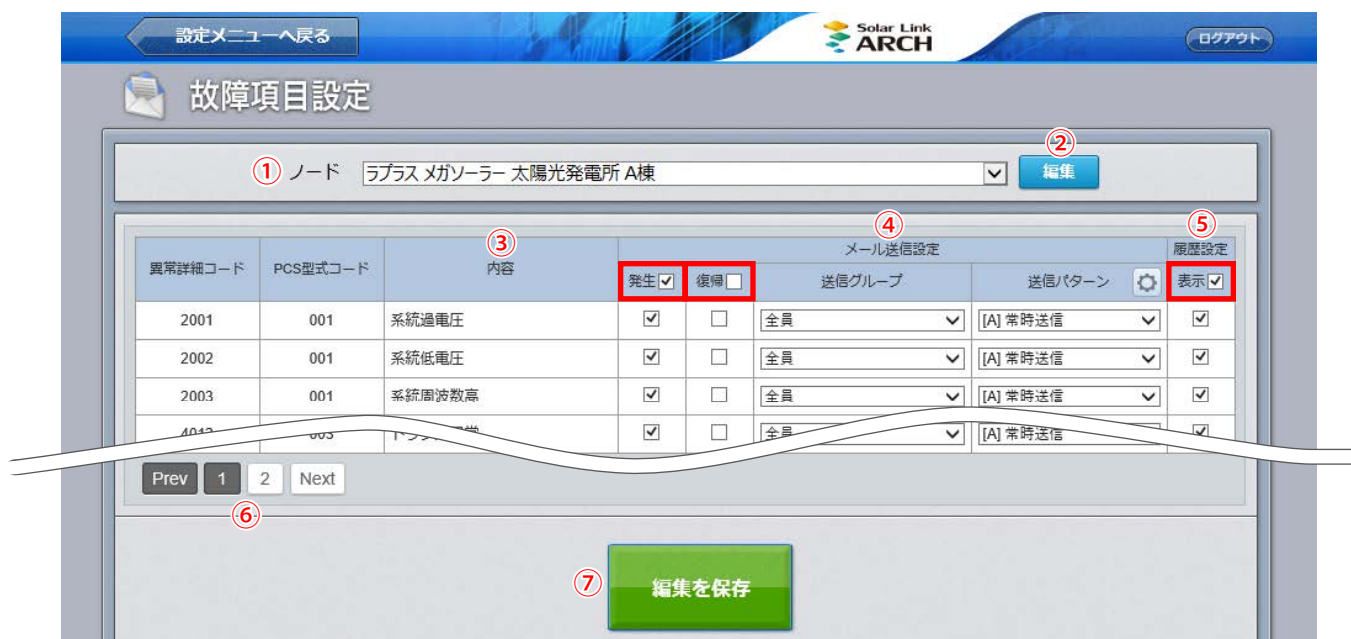 設定メニューへ戻る
Solar Link
ARCH
ログアウト
故障項目設定
②
① ノード ラプラス メガソーラー 太陽光発電所 A棟 編集
③ ④ ⑤
異常詳細コード PCS型式コード 内容 メール送信設定 履歴設定
発生 復帰 送信グループ 送信パターン 表示
2001 001 系統過電圧 全員 [A] 常時送信
2002 001 系統低電圧 全員 [A] 常時送信
2003 001 系統周波数高 全員 [A] 常時送信
003 全員 [A] 常時送信
Prev 1 2 Next
⑥
⑦ 編集を保存